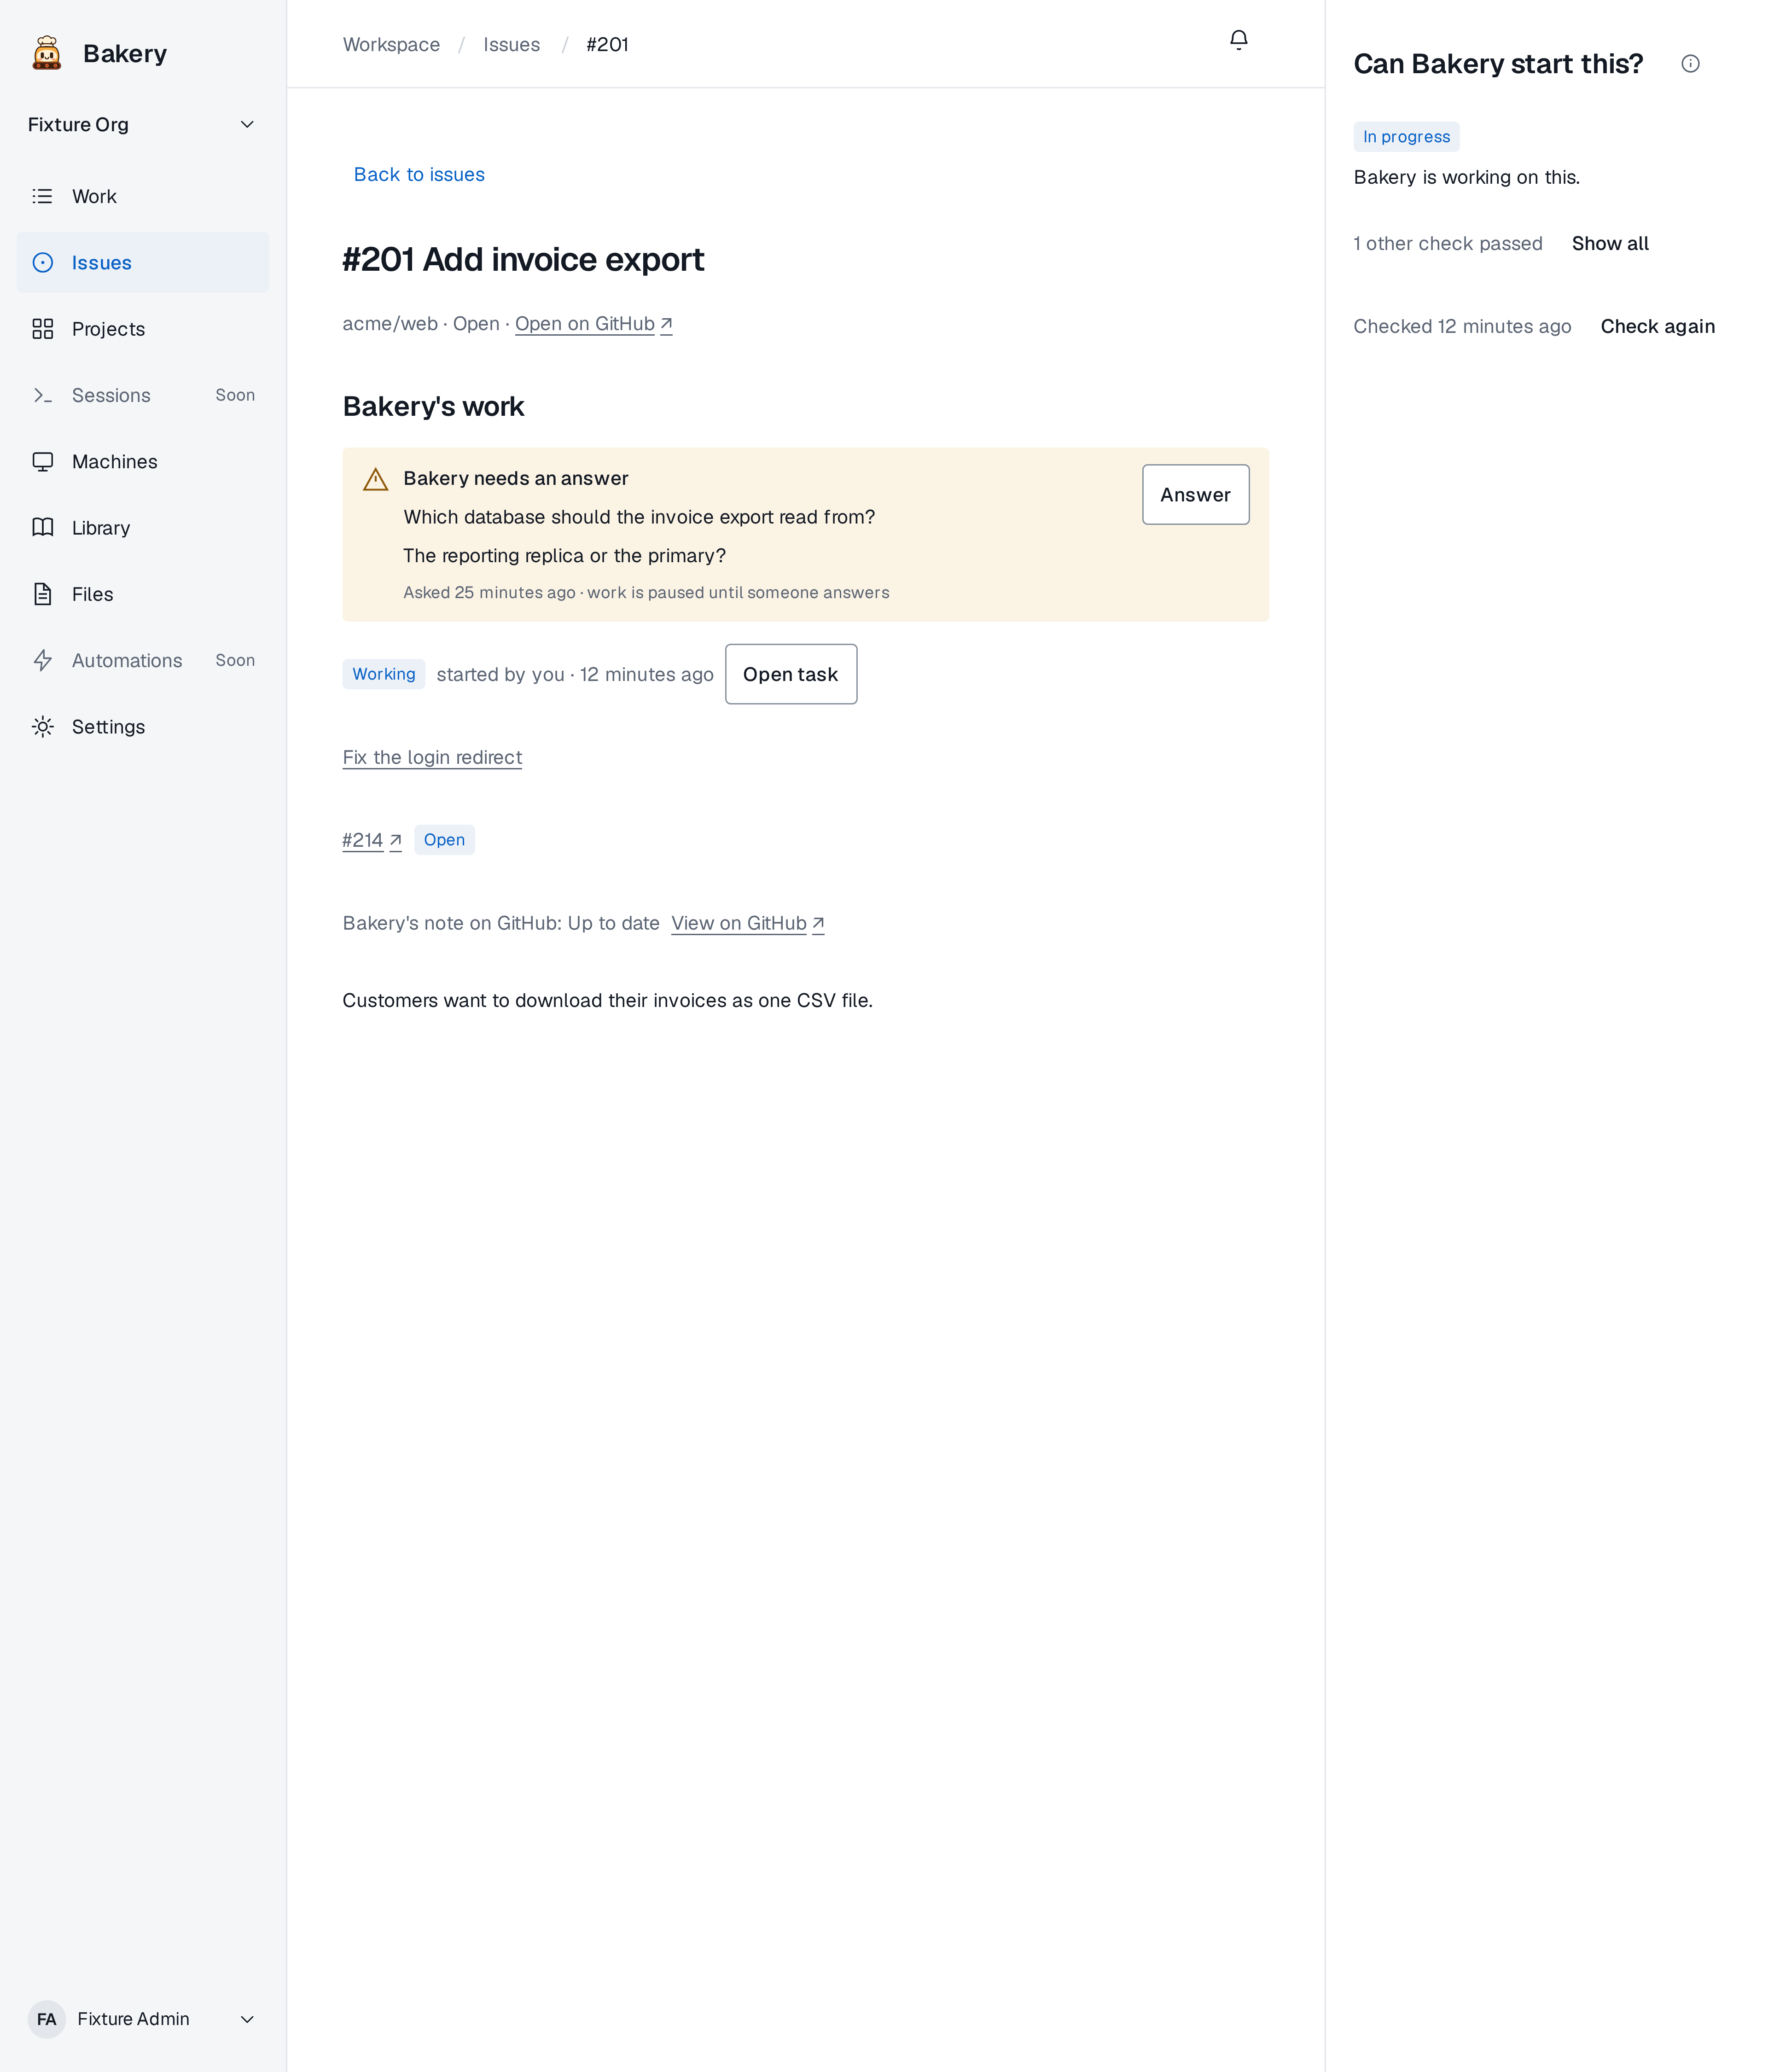 Bakery
Fixture Org
Work
Issues
Projects
Sessions Soon
Machines
Library
Files
Automations Soon
Settings
FA Fixture Admin
Workspace / Issues / #201
Back to issues
#201 Add invoice export
acme/web · Open · Open on GitHub
Bakery's work
Bakery needs an answer
Which database should the invoice export read from?
The reporting replica or the primary?
Asked 25 minutes ago · work is paused until someone answers
Answer
Working started by you · 12 minutes ago Open task
Fix the login redirect
#214 Open
Bakery's note on GitHub: Up to date View on GitHub
Customers want to download their invoices as one CSV file.
Can Bakery start this?
In progress
Bakery is working on this.
1 other check passed Show all
Checked 12 minutes ago Check again